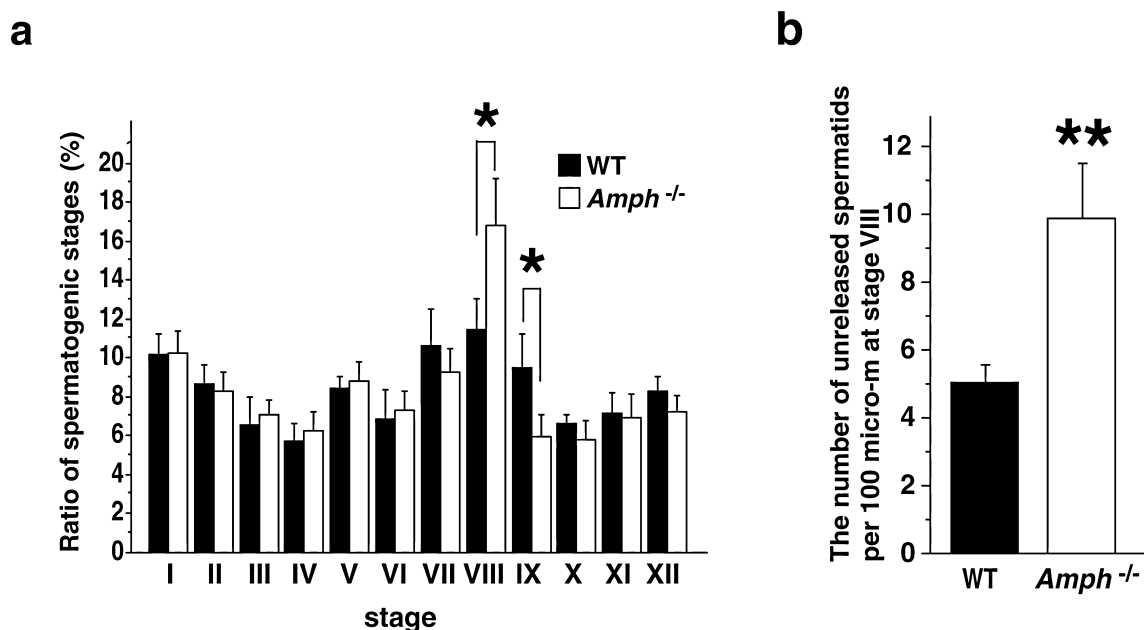 a
Ratio of spermatogenic stages (%)
20
18
16
14
12
10
8
6
4
2
0
*
*
WT
Amph -/-
I II III IV V VI VII VIII IX X XI XII
stage
b
The number of unreleased spermatids
per 100 micro-m at stage VIII
12
10
8
6
4
2
0
**
WT Amph -/-